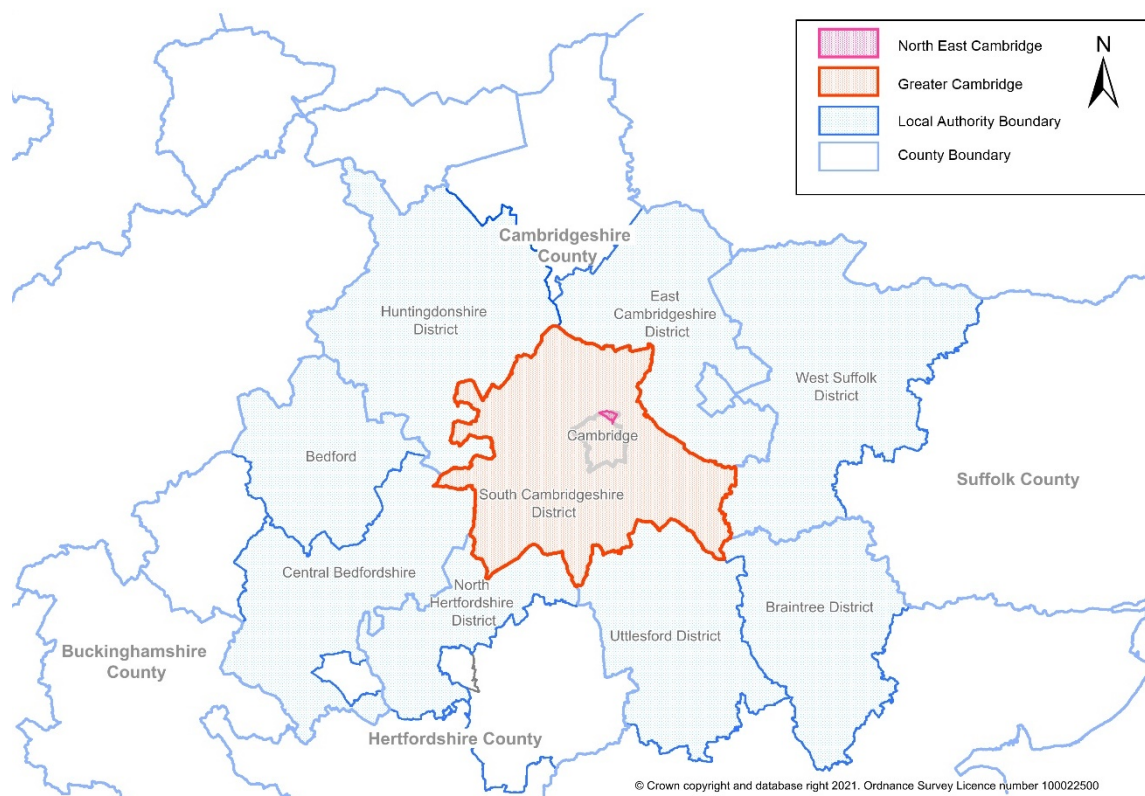 North East Cambridge
Greater Cambridge
Local Authority Boundary
County Boundary
N
Cambridgeshire
County
Huntingdonshire
District
East
Cambridgeshire
District
West Suffolk
District
Cambridge
Bedford
Suffolk County
South Cambridgeshire
District
Central Bedfordshire
North
Hertfordshire
District
Braintree District
Uttlesford District
Buckinghamshire
County
Hertfordshire County
© Crown copyright and database right 2021. Ordnance Survey Licence number 100022500